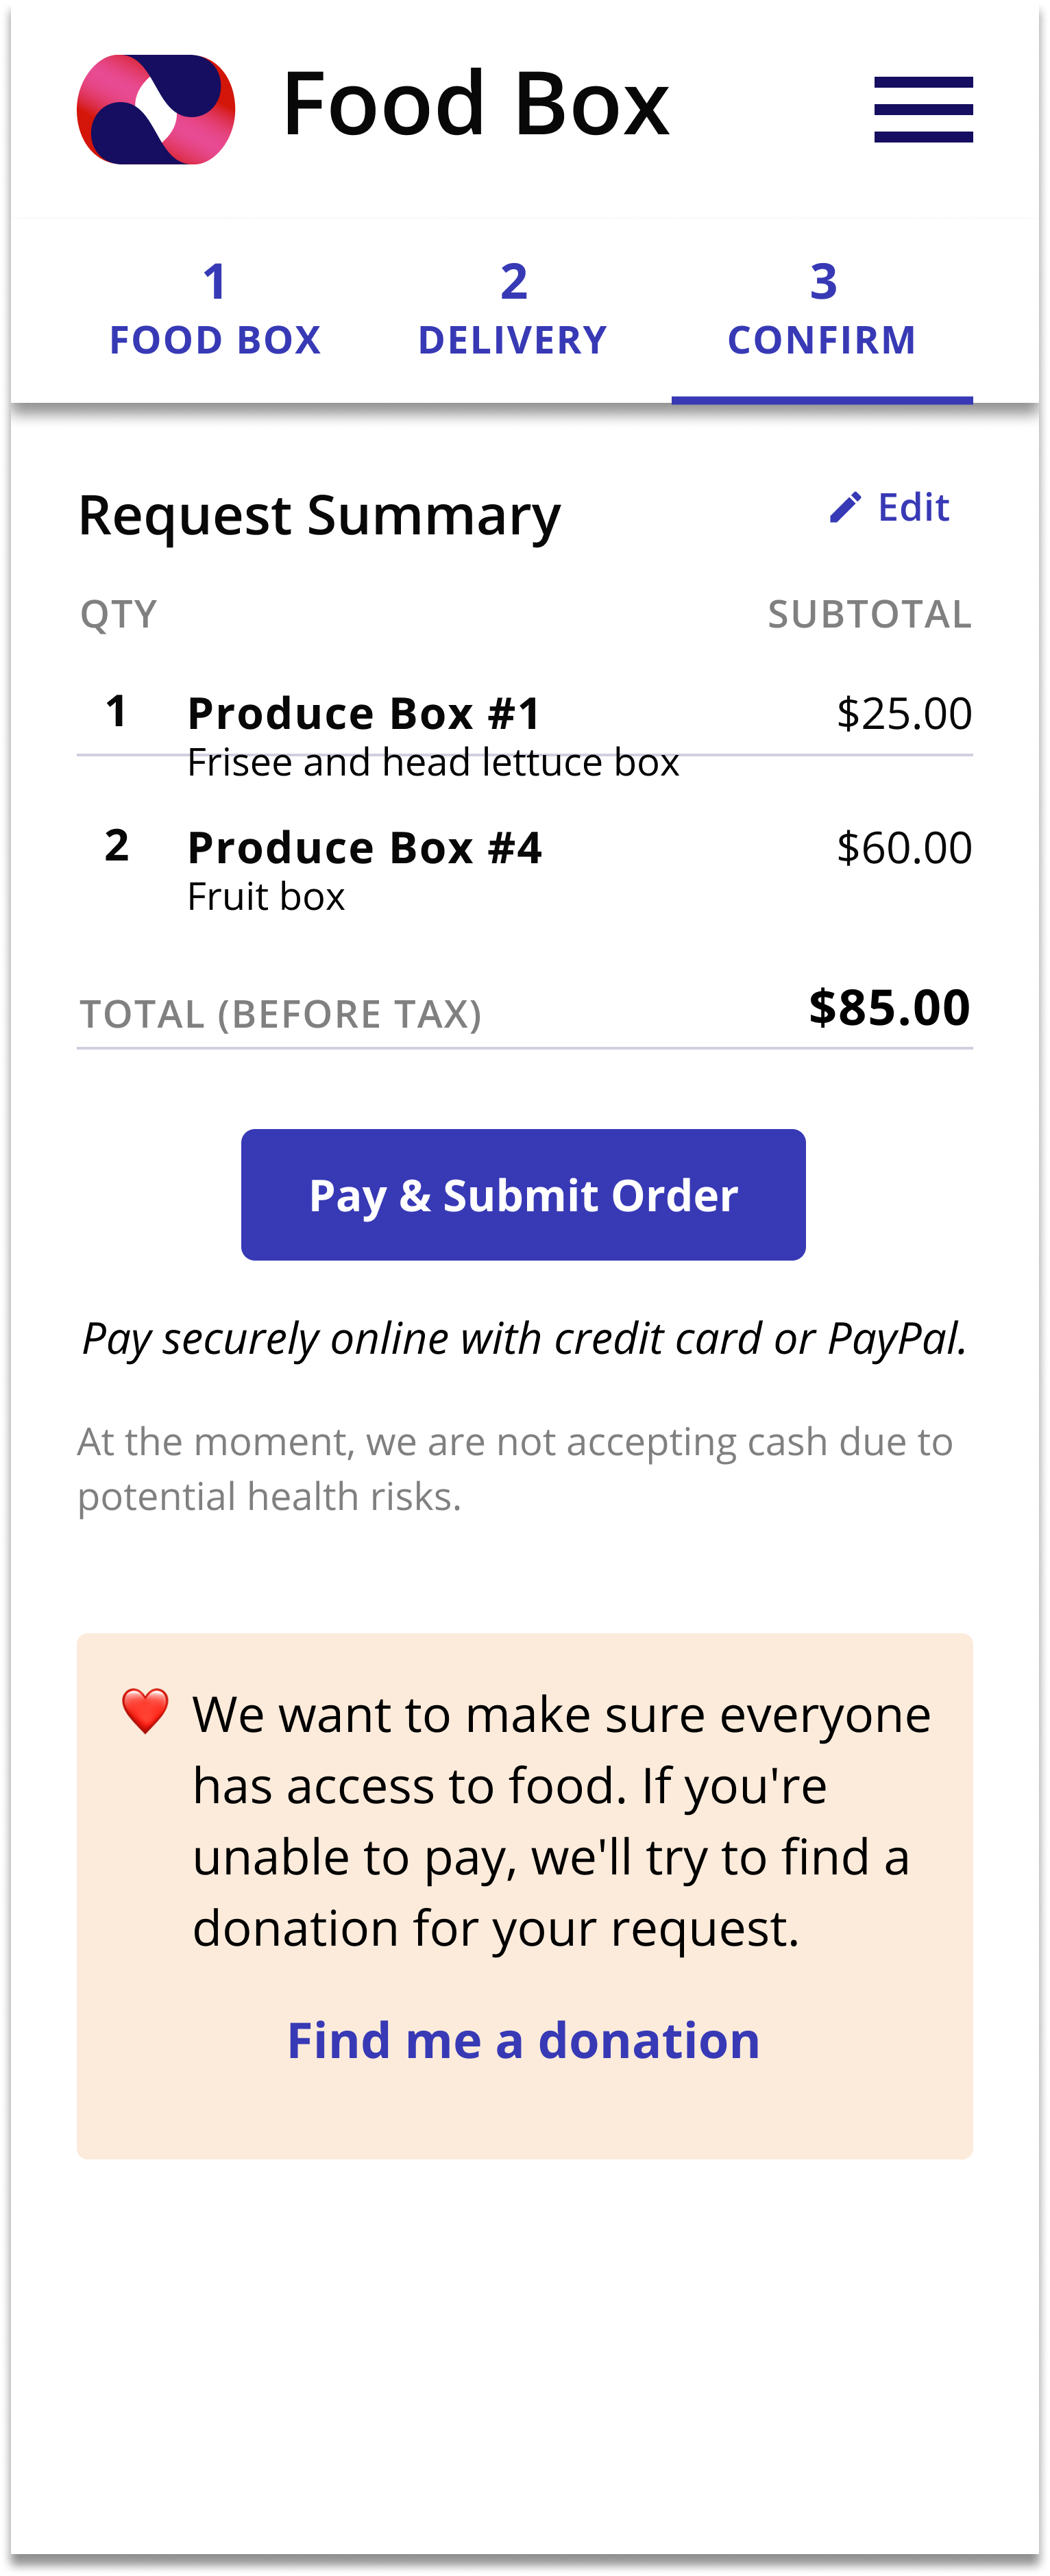 Food Box
1
FOOD BOX
2
DELIVERY
3
CONFIRM
Request Summary
Edit
QTY SUBTOTAL
1 Produce Box #1 $25.00
Frisee and head lettuce box
2 Produce Box #4 $60.00
Fruit box
TOTAL (BEFORE TAX) $85.00
Pay & Submit Order
Pay securely online with credit card or PayPal.
At the moment, we are not accepting cash due to
potential health risks.
We want to make sure everyone
has access to food. If you're
unable to pay, we'll try to find a
donation for your request.
Find me a donation